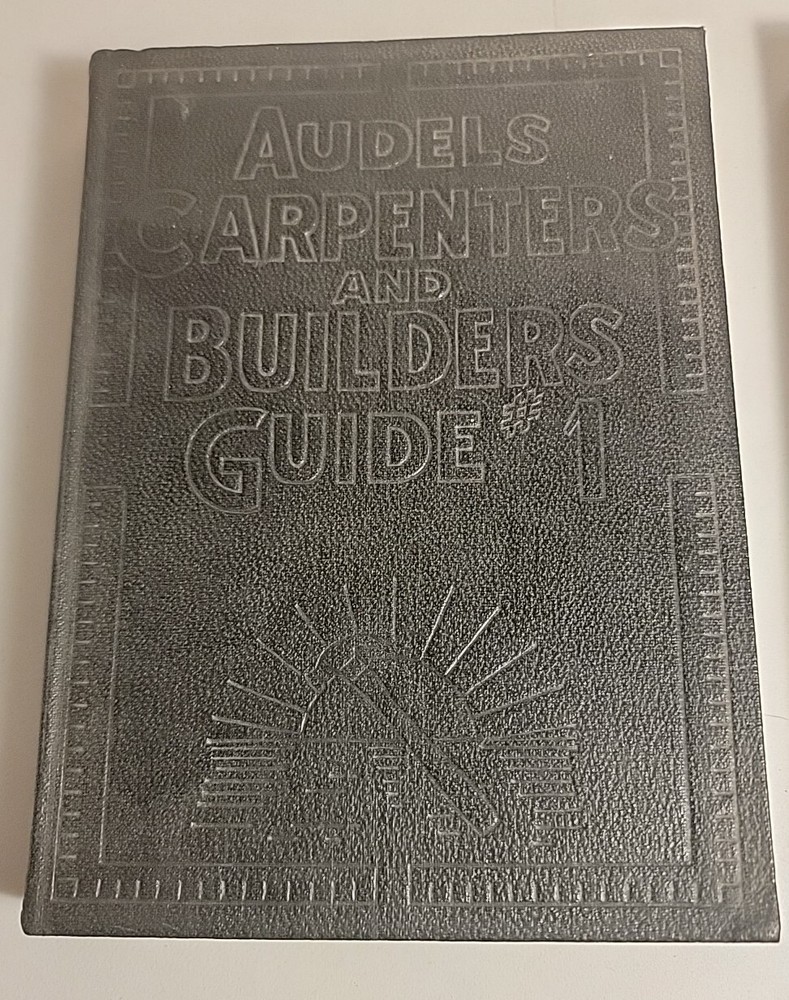 AUDELS
CARPENTERS
AND
BUILDERS
GUIDE #1